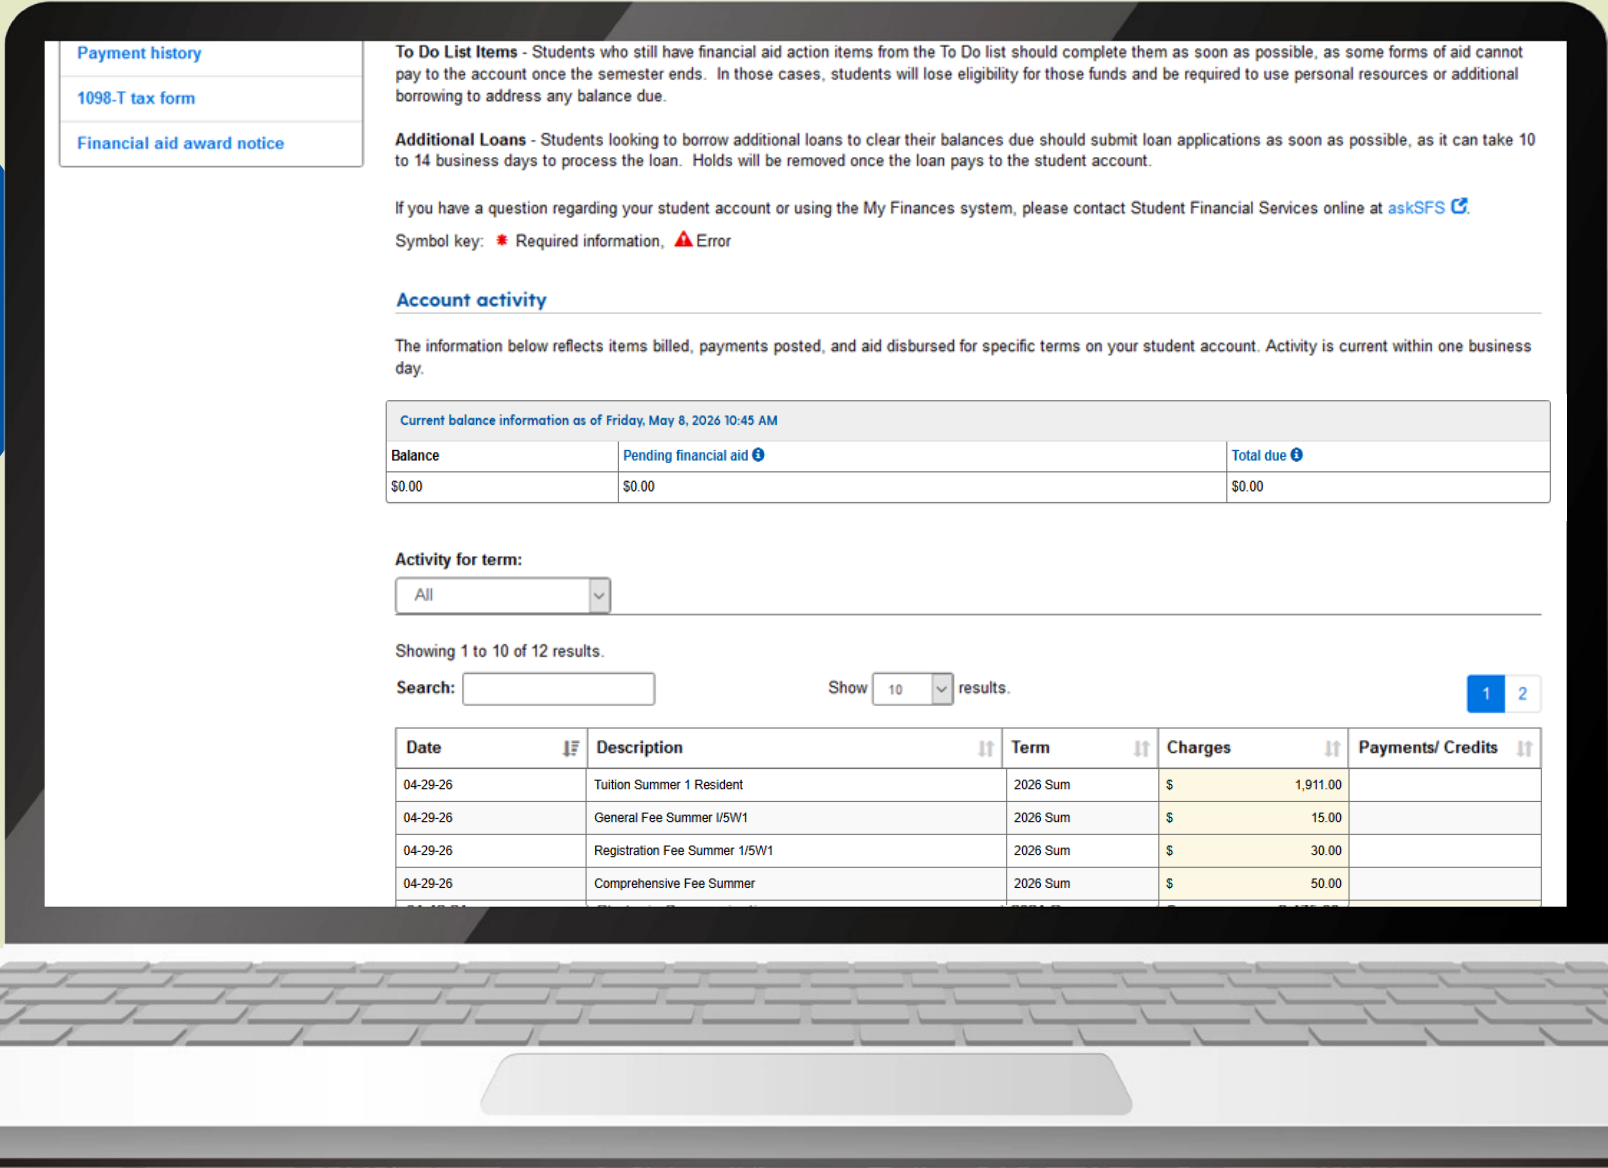 Payment history
1098-T tax form
Financial aid award notice
To Do List Items - Students who still have financial aid action items from the To Do list should complete them as soon as possible, as some forms of aid cannot
pay to the account once the semester ends. In those cases, students will lose eligibility for those funds and be required to use personal resources or additional
borrowing to address any balance due.
Additional Loans - Students looking to borrow additional loans to clear their balances due should submit loan applications as soon as possible, as it can take 10
to 14 business days to process the loan. Holds will be removed once the loan pays to the student account.
If you have a question regarding your student account or using the My Finances system, please contact Student Financial Services online at askSFS.
Symbol key: * Required information, Error
Account activity
The information below reflects items billed, payments posted, and aid disbursed for specific terms on your student account. Activity is current within one business
day.
Current balance information as of Friday, May 8, 2026 10:45 AM
Balance Pending financial aid Total due
$0.00 $0.00 $0.00
Activity for term:
All
Showing 1 to 10 of 12 results.
Search: Show 10 results. 1 2
Date Description Term Charges Payments/ Credits
04-29-26 Tuition Summer 1 Resident 2026 Sum $ 1,911.00
04-29-26 General Fee Summer I/5W1 2026 Sum $ 15.00
04-29-26 Registration Fee Summer 1/5W1 2026 Sum $ 30.00
04-29-26 Comprehensive Fee Summer 2026 Sum $ 50.00